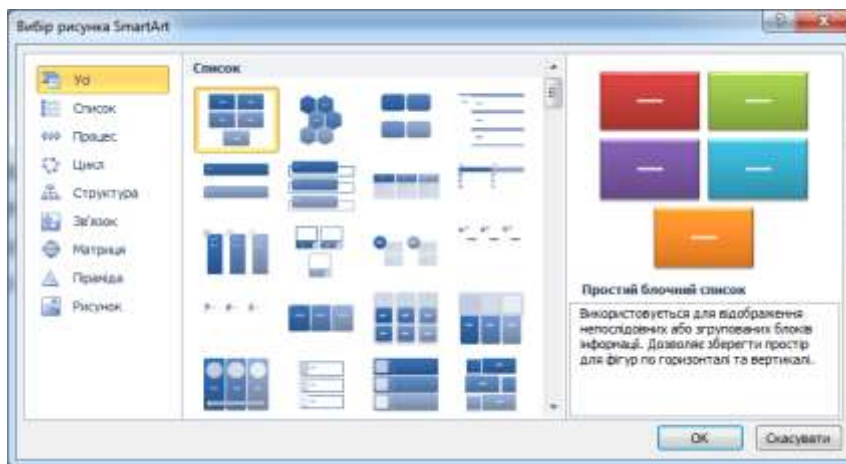 Вибір рисунка SmartArt
Усі
Список
Процес
Цикл
Структура
Зв'язок
Матриця
Піраміда
Рисунок
Список
Простий блочний список
Використовується для відображення
непослідовних або згрупованих блоків
інформації. Дозволяє зберегти простір
для фігур по горизонталі та вертикалі.
OK
Скасувати